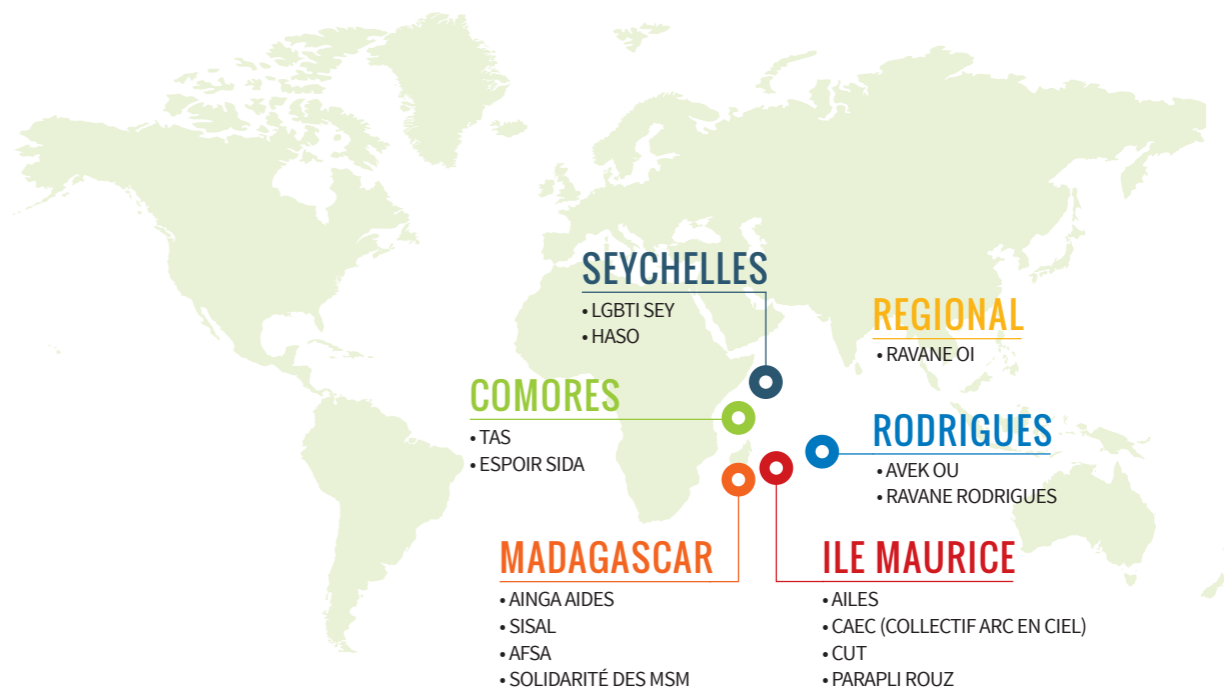 SEYCHELLES
• LGBTI SEY
• HASO
REGIONAL
• RAVANE OI
COMORES
• TAS
• ESPOIR SIDA
RODRIGUES
• AVEK OU
• RAVANE RODRIGUES
MADAGASCAR
• AINGA AIDES
• SISAL
• AFSA
• SOLIDARITÉ DES MSM
ILE MAURICE
• AILES
• CAEC (COLLECTIF ARC EN CIEL)
• CUT
• PARAPLI ROUZ